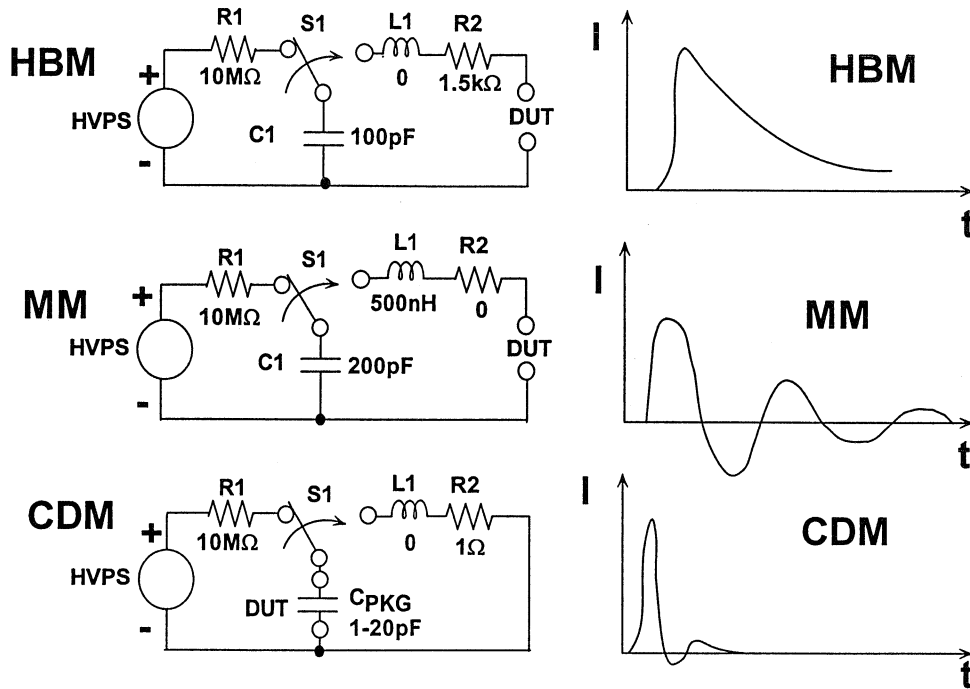 HBM
R1
10MΩ
S1
L1
0
R2
1.5kΩ
+
HVPS
-
C1
100pF
DUT
I
HBM
t
MM
R1
10MΩ
S1
L1
500nH
R2
0
+
HVPS
-
C1
200pF
DUT
I
MM
t
CDM
R1
10MΩ
S1
L1
0
R2
1Ω
+
HVPS
-
DUT
CPKG
1-20pF
I
CDM
t